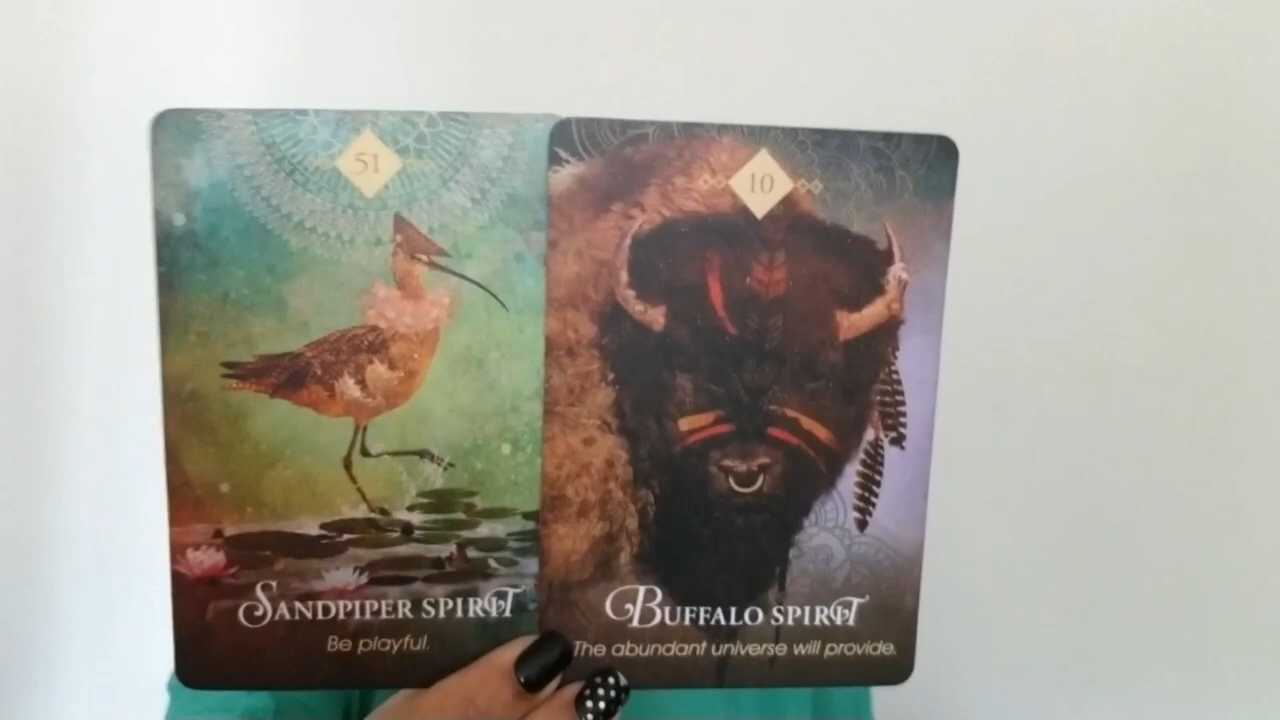 51
SANDPIPER SPIRIT
Be playful.
10
BUFFALO SPIRIT
The abundant universe will provide.